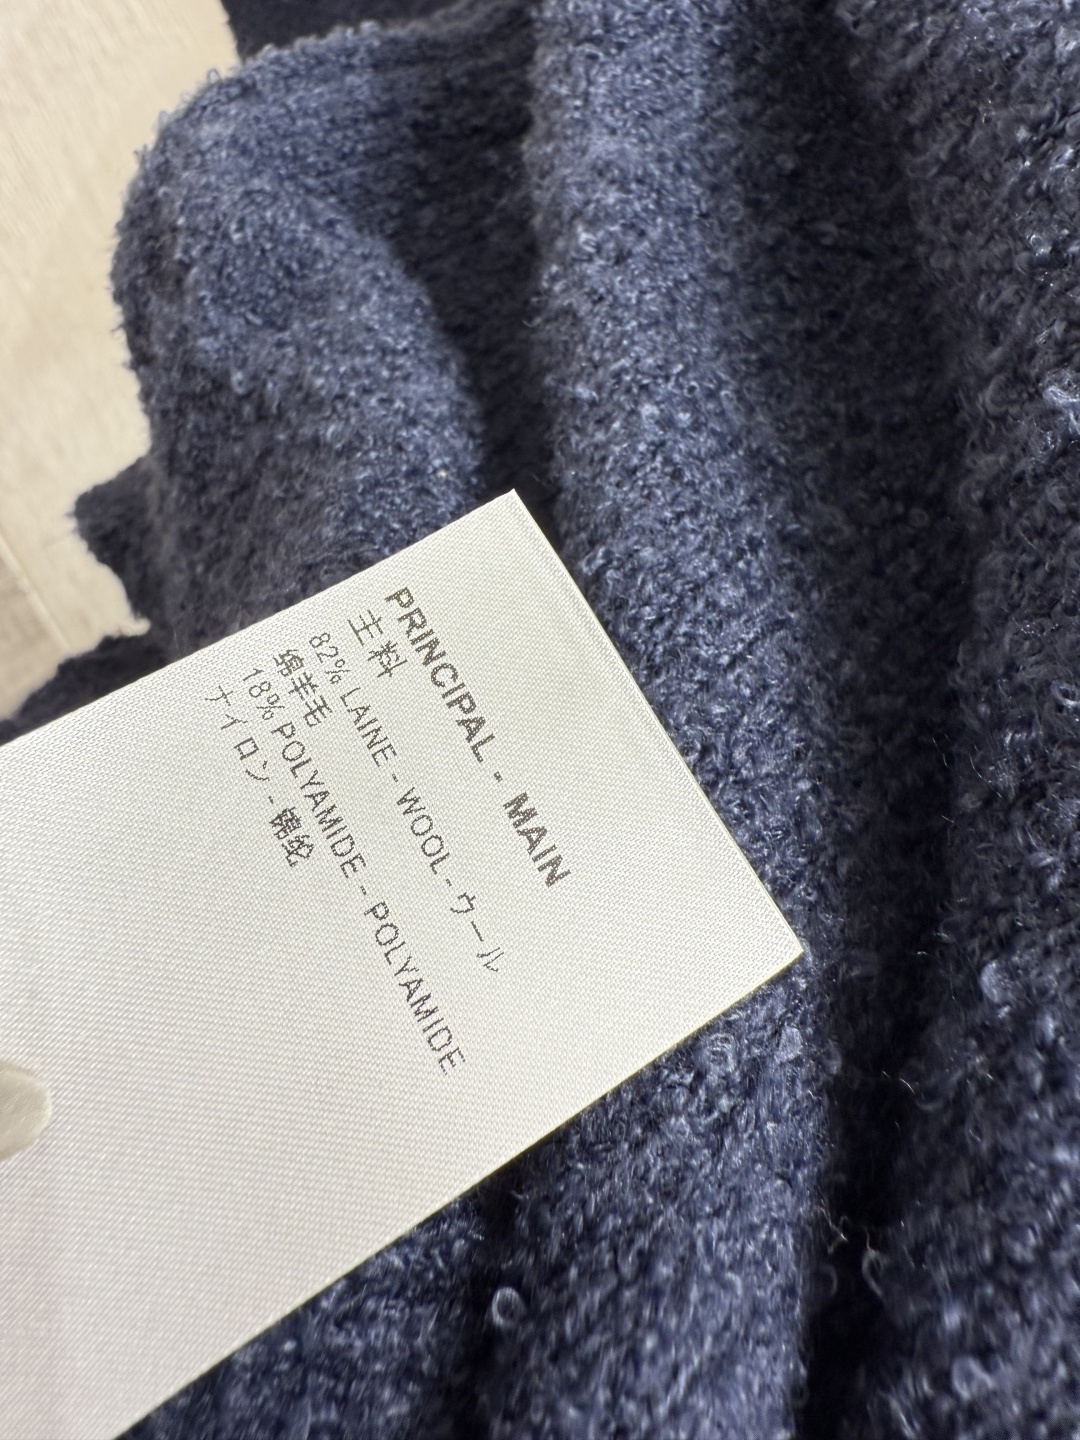 PRINCIPAL - MAIN
主料
82% LAINE - WOOL - ウール
绵羊毛
18% POLYAMIDE - POLYAMIDE
ナイロン - 锦纶